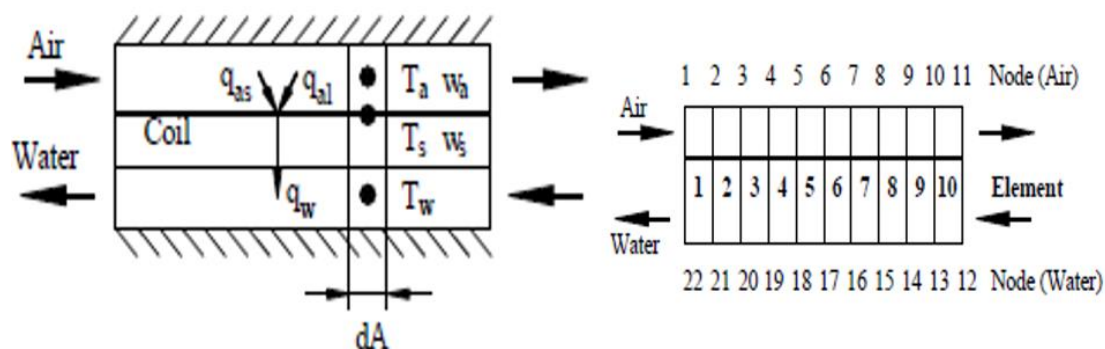 Air
q_as q_al T_a w_a
Coil
T_s w_s
Water
q_w T_w
dA
1 2 3 4 5 6 7 8 9 10 11 Node (Air)
Air
1 2 3 4 5 6 7 8 9 10 Element
Water
22 21 20 19 18 17 16 15 14 13 12 Node (Water)